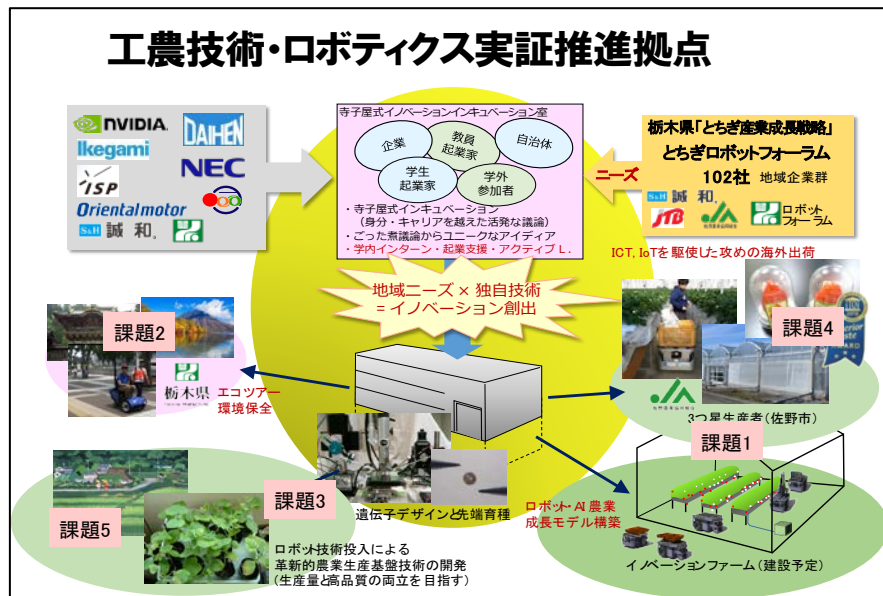 工農技術・ロボティクス実証推進拠点
NVIDIA.
DAIHEN
Ikegami
NEC
ISP
Orientalmotor
S&H 誠和。
寺子屋式イノベーションインキュベーション室
企業
教員
起業家
自治体
学生
起業家
学外
参加者
・寺子屋式インキュベーション
（身分・キャリアを越えた活発な議論）
・ごった煮議論からユニークなアイディア
・学内インターン・起業支援・アクティブL.
ニーズ
栃木県「とちぎ産業成長戦略」
とちぎロボットフォーラム
102社 地域企業群
S&H 誠和。
JTB
JA
ロボット
フォーラム
ICT, IoTを駆使した攻めの海外出荷
地域ニーズ × 独自技術
= イノベーション創出
課題2
栃木県
エコツアー
環境保全
課題4
JA
3つ星生産者（佐野市）
課題1
ロボット・AI農業
成長モデル構築
イノベーションファーム（建設予定）
課題3
遺伝子デザインと先端育種
課題5
ロボット技術投入による
革新的農業生産基盤技術の開発
（生産量と高品質の両立を目指す）